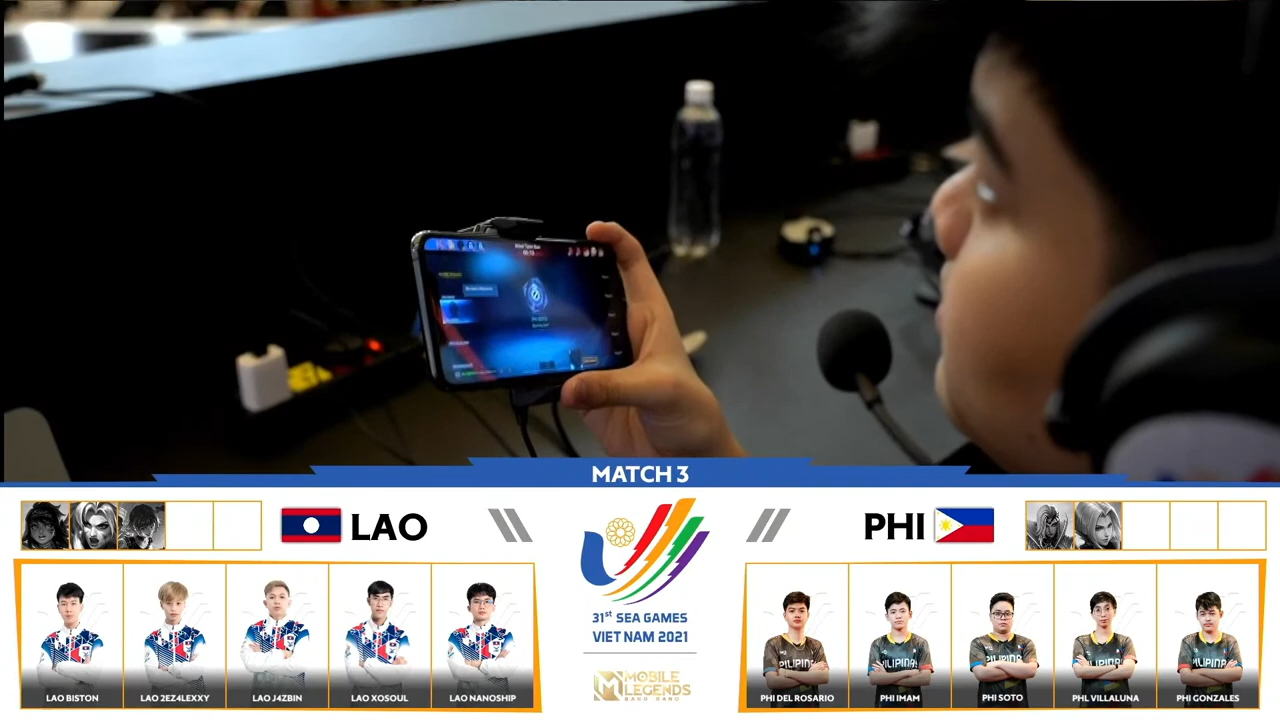 MATCH 3
LAO
PHI
31st SEA GAMES
VIET NAM 2021
MOBILE
LEGENDS
BANG BANG
LAO BISTON
LAO 2EZ4LEXXY
LAO J4ZBIN
LAO XOSOUL
LAO NANOSHIP
PHI DEL ROSARIO
PHI IMAM
PHI SOTO
PHL VILLALUNA
PHI GONZALES
PILIPINAS